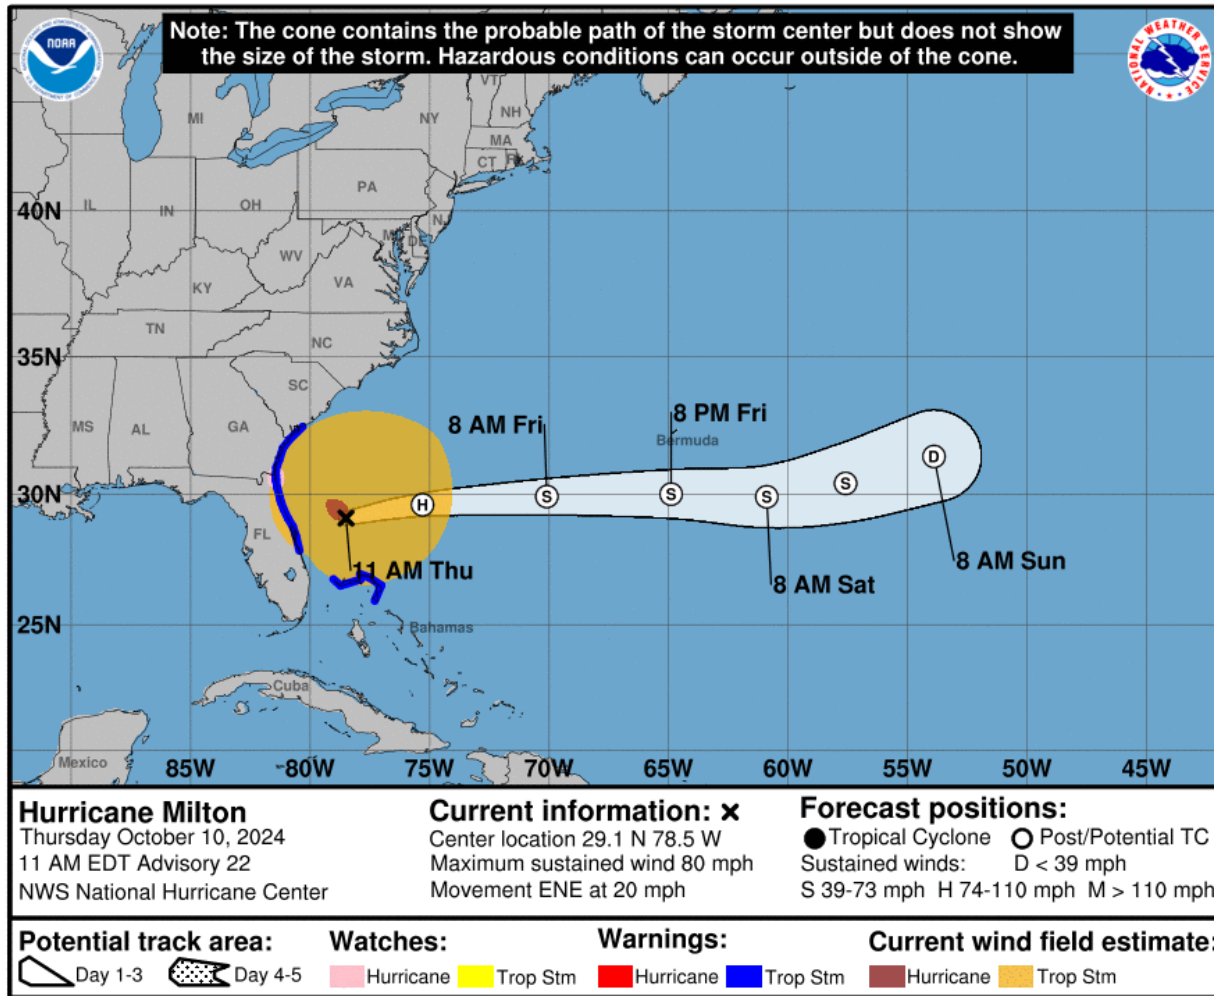 Note: The cone contains the probable path of the storm center but does not show
the size of the storm. Hazardous conditions can occur outside of the cone.
NOAA
NATIONAL WEATHER SERVICE
VT
NH
MI
NY
MA
CT
PA
IL
IN
OH
40N
WV
KY
VA
TN
NC
35N
SC
MS
AL
GA
8 AM Fri
8 PM Fri
Bermuda
D
30N
H
S
S
S
S
FL
11 AM Thu
8 AM Sat
8 AM Sun
25N
Bahamas
Cuba
Mexico
85W
80W
75W
70W
65W
60W
55W
50W
45W
Hurricane Milton
Thursday October 10, 2024
11 AM EDT Advisory 22
NWS National Hurricane Center
Current information: ×
Center location 29.1 N 78.5 W
Maximum sustained wind 80 mph
Movement ENE at 20 mph
Forecast positions:
Tropical Cyclone
Post/Potential TC
Sustained winds: D < 39 mph
S 39-73 mph H 74-110 mph M > 110 mph
Potential track area:
Day 1-3
Day 4-5
Watches:
Hurricane
Trop Stm
Warnings:
Hurricane
Trop Stm
Current wind field estimate:
Hurricane
Trop Stm